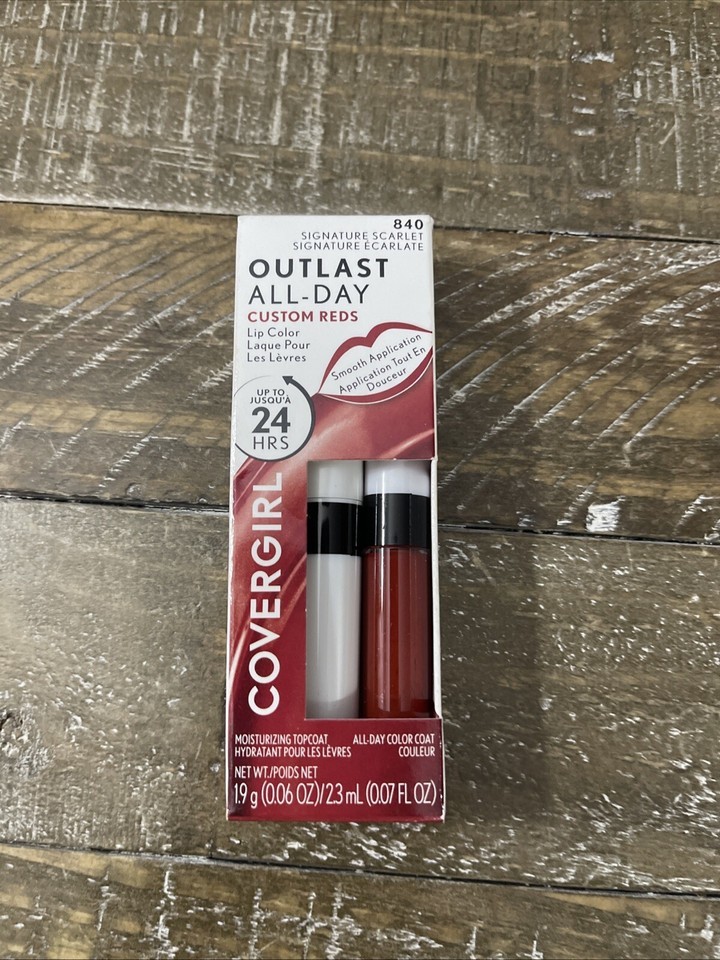 840
SIGNATURE SCARLET
SIGNATURE ÉCARLATE
OUTLAST
ALL-DAY
CUSTOM REDS
Lip Color
Laque Pour
Les Lèvres
Smooth Application
Application Tout En
Douceur
UP TO
JUSQU'À
24
HRS
COVERGIRL
MOISTURIZING TOPCOAT
HYDRATANT POUR LES LÈVRES
ALL-DAY COLOR COAT
COULEUR
NET WT./POIDS NET
1.9 g (0.06 OZ)/2.3 mL (0.07 FL OZ)